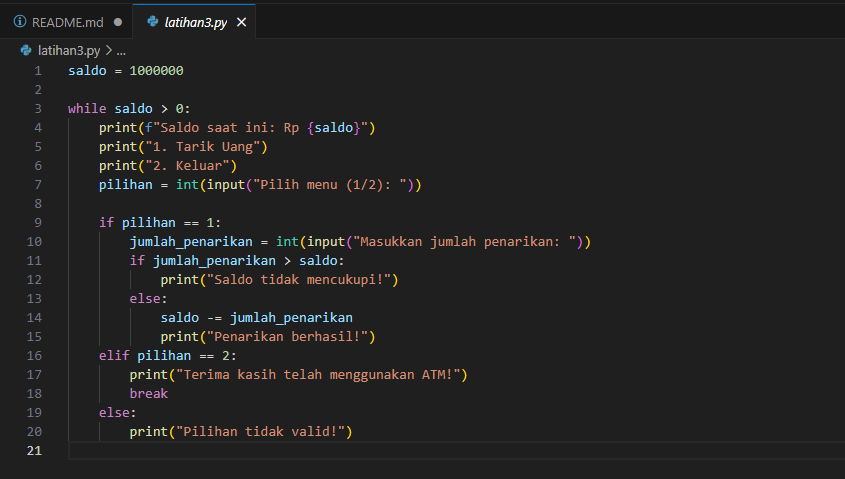 README.md
latihan3.py
latihan3.py > ...
1 saldo = 1000000
2
3 while saldo > 0:
4     print(f"Saldo saat ini: Rp {saldo}")
5     print("1. Tarik Uang")
6     print("2. Keluar")
7     pilihan = int(input("Pilih menu (1/2): "))
8
9     if pilihan == 1:
10         jumlah_penarikan = int(input("Masukkan jumlah penarikan: "))
11         if jumlah_penarikan > saldo:
12             print("Saldo tidak mencukupi!")
13         else:
14             saldo -= jumlah_penarikan
15             print("Penarikan berhasil!")
16     elif pilihan == 2:
17         print("Terima kasih telah menggunakan ATM!")
18         break
19     else:
20         print("Pilihan tidak valid!")
21